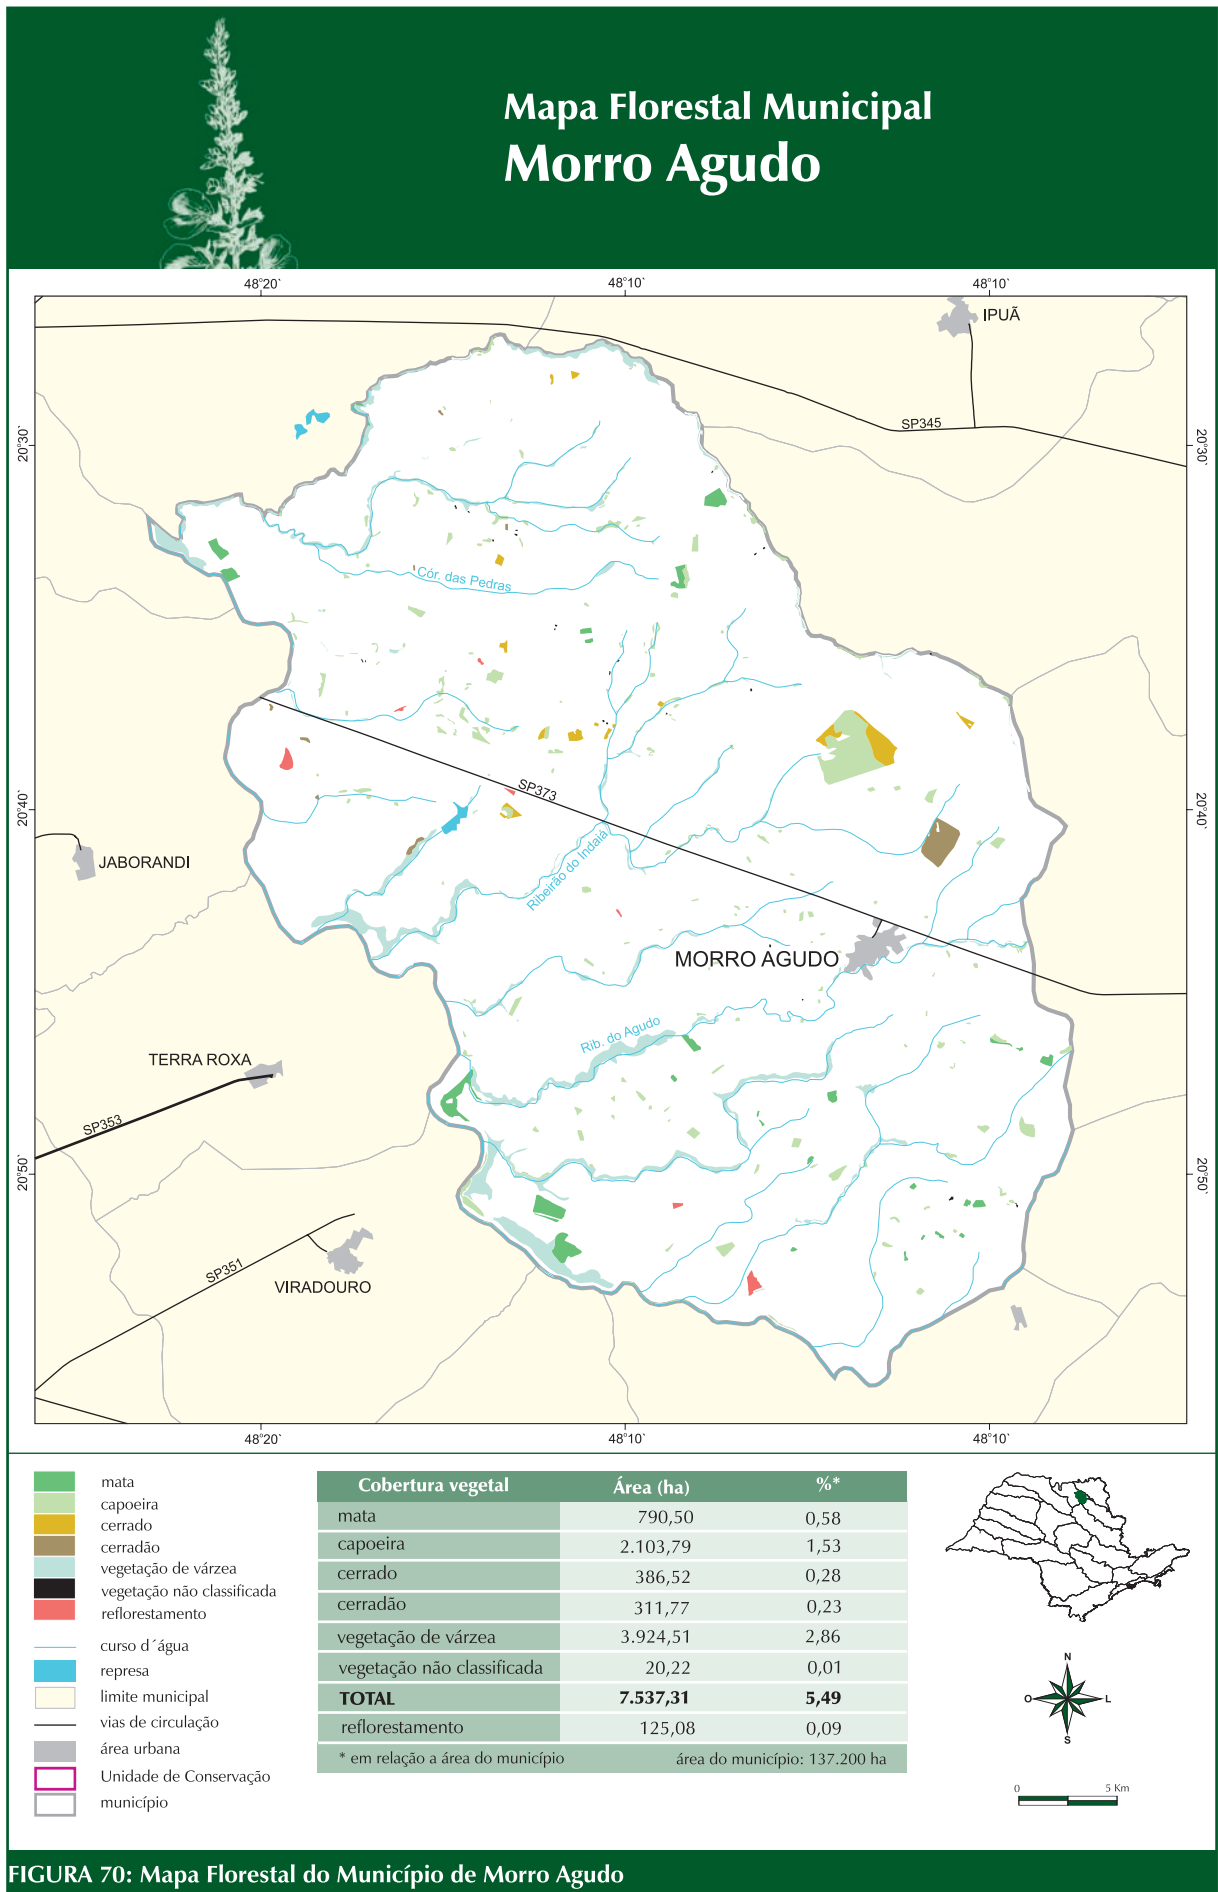 Mapa Florestal Municipal
Morro Agudo
48°20` 48°10` 48°10`
IPUÃ
SP345
20°30` 20°30`
Cór. das Pedras
SP373
20°40` 20°40`
JABORANDI
Ribeirão do Indaiá
MORRO AGUDO
Rib. do Agudo
TERRA ROXA
SP353
20°50` 20°50`
SP351
VIRADOURO
48°20` 48°10` 48°10`
mata
capoeira
cerrado
cerradão
vegetação de várzea
vegetação não classificada
reflorestamento
curso d´água
represa
limite municipal
vias de circulação
área urbana
Unidade de Conservação
município
Cobertura vegetal Área (ha) %*
mata 790,50 0,58
capoeira 2.103,79 1,53
cerrado 386,52 0,28
cerradão 311,77 0,23
vegetação de várzea 3.924,51 2,86
vegetação não classificada 20,22 0,01
TOTAL 7.537,31 5,49
reflorestamento 125,08 0,09
* em relação a área do município área do município: 137.200 ha
N
O L
S
0 5 Km
FIGURA 70: Mapa Florestal do Município de Morro Agudo